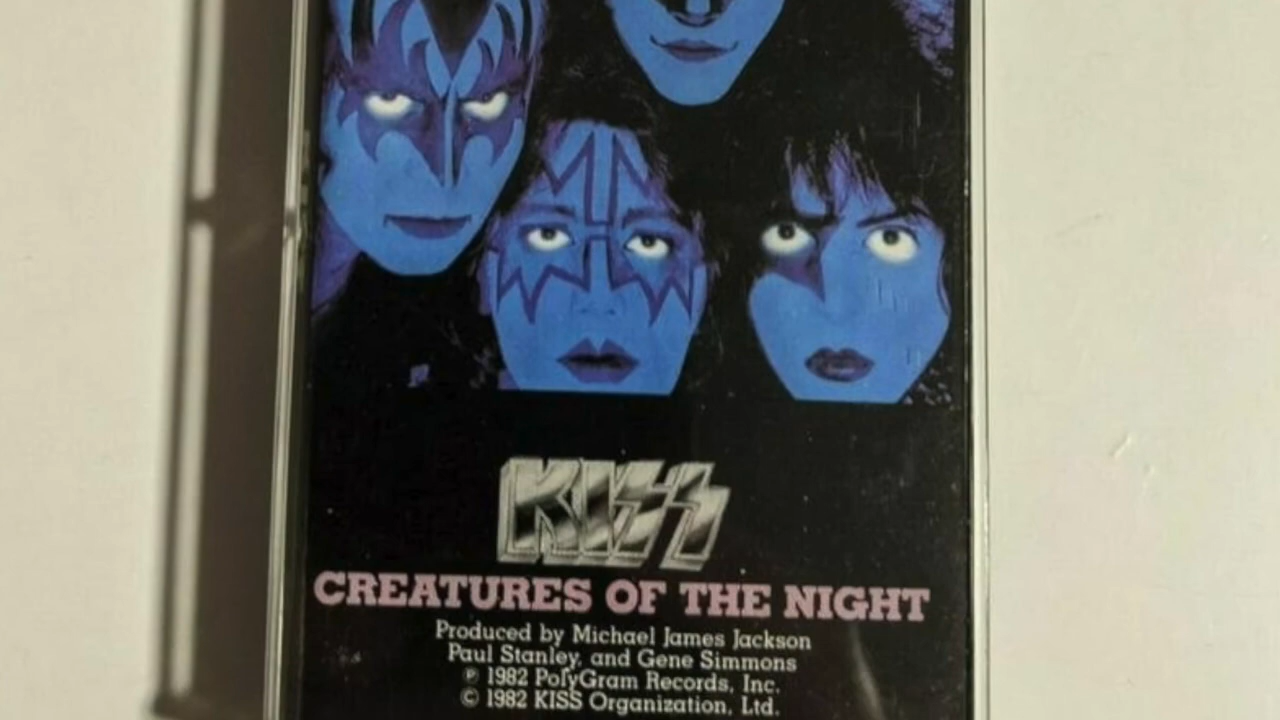 KISS
CREATURES OF THE NIGHT
Produced by Michael James Jackson
Paul Stanley, and Gene Simmons
℗ 1982 PolyGram Records, Inc.
© 1982 KISS Organization, Ltd.